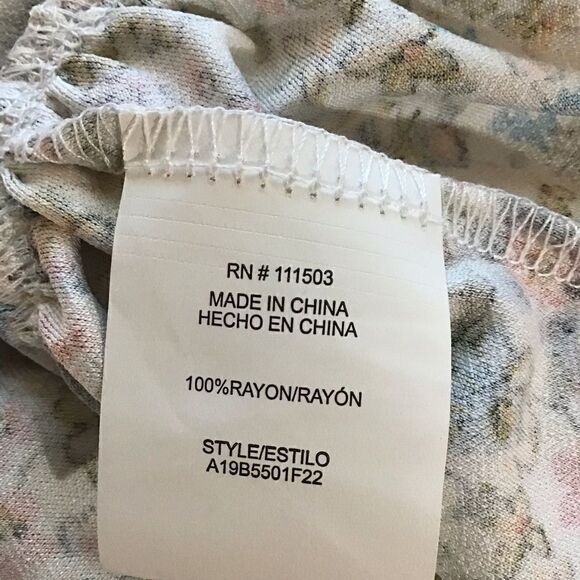 RN # 111503
MADE IN CHINA
HECHO EN CHINA
100%RAYON/RAYÓN
STYLE/ESTILO
A19B5501F22